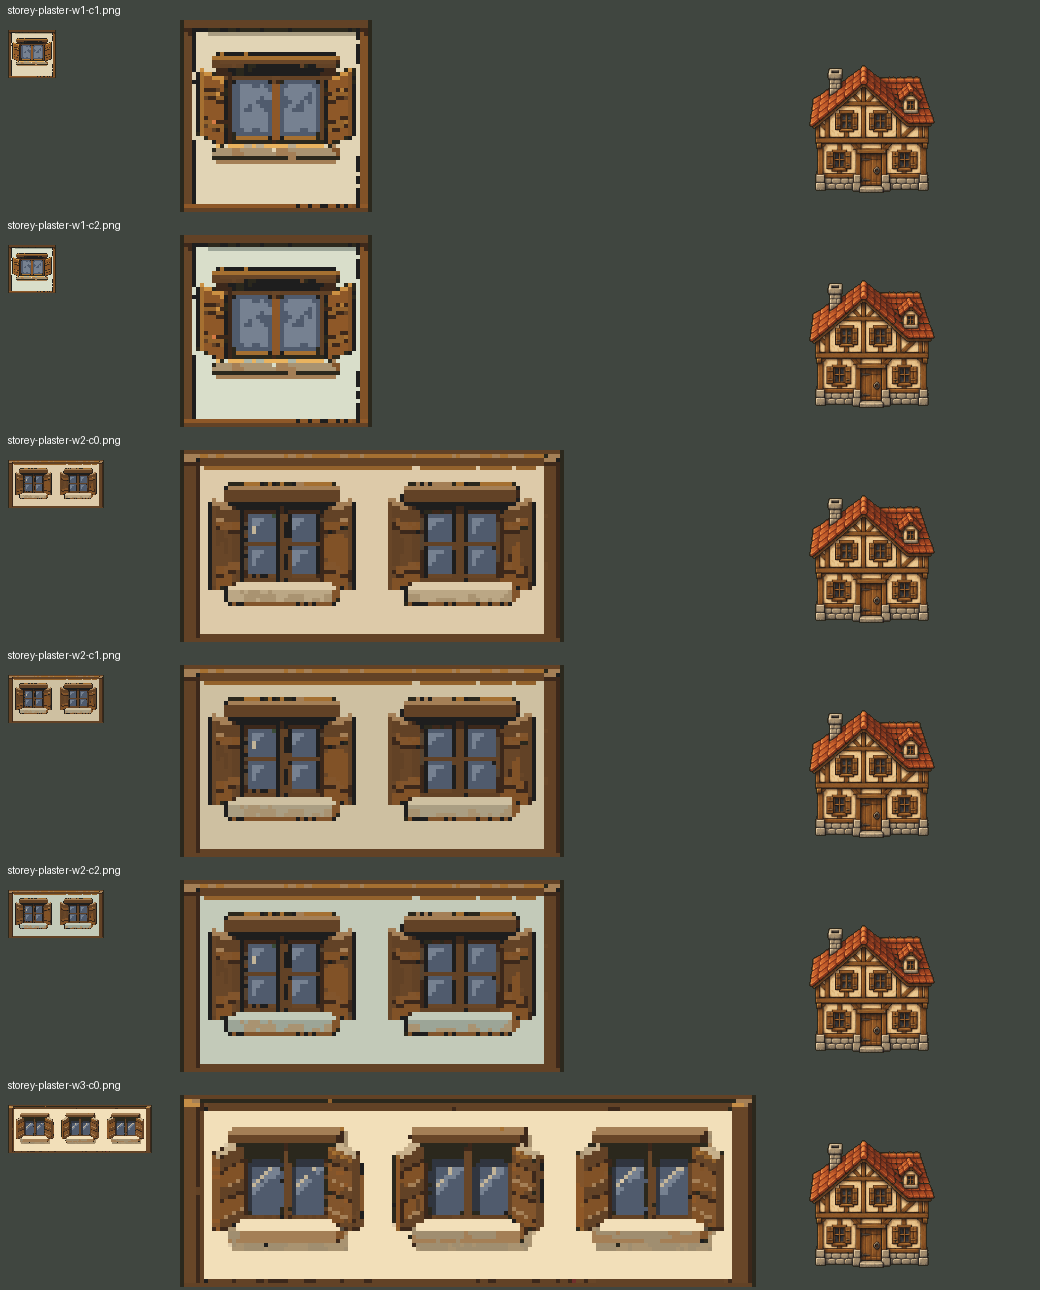 storey-plaster-w1-c1.png
storey-plaster-w1-c2.png
storey-plaster-w2-c0.png
storey-plaster-w2-c1.png
storey-plaster-w2-c2.png
storey-plaster-w3-c0.png